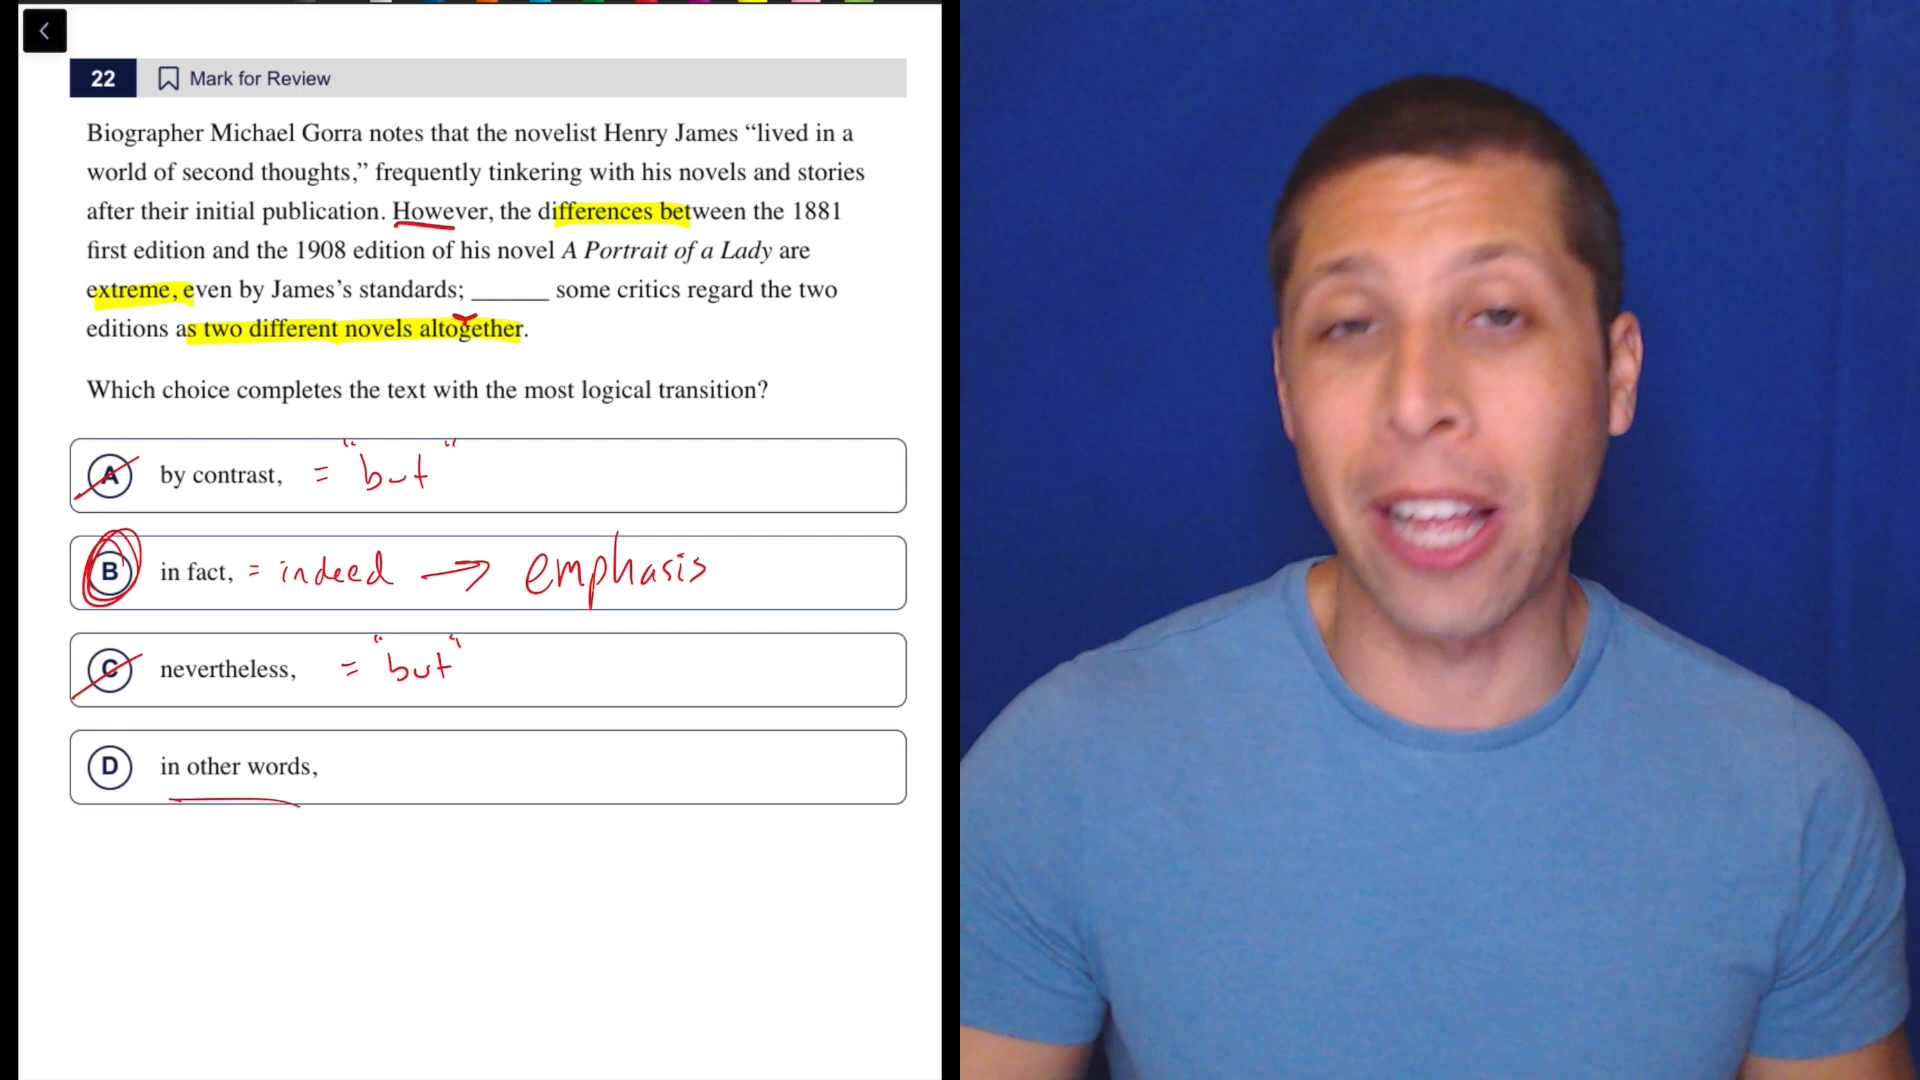 22 Mark for Review
Biographer Michael Gorra notes that the novelist Henry James “lived in a
world of second thoughts,” frequently tinkering with his novels and stories
after their initial publication. However, the differences between the 1881
first edition and the 1908 edition of his novel A Portrait of a Lady are
extreme, even by James’s standards; ______ some critics regard the two
editions as two different novels altogether.
Which choice completes the text with the most logical transition?
A by contrast, = "but"
B in fact, = indeed → emphasis
C nevertheless, = "but"
D in other words,